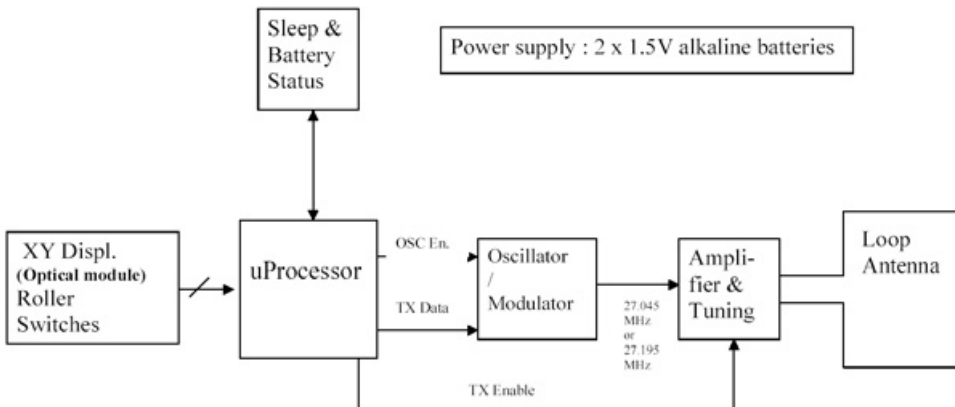 Sleep &
Battery
Status
Power supply : 2 x 1.5V alkaline batteries
XY Displ.
(Optical module)
Roller
Switches
uProcessor
OSC En.
TX Data
Oscillator
/
Modulator
27.045
MHz
or
27.195
MHz
Ampli-
fier &
Tuning
Loop
Antenna
TX Enable